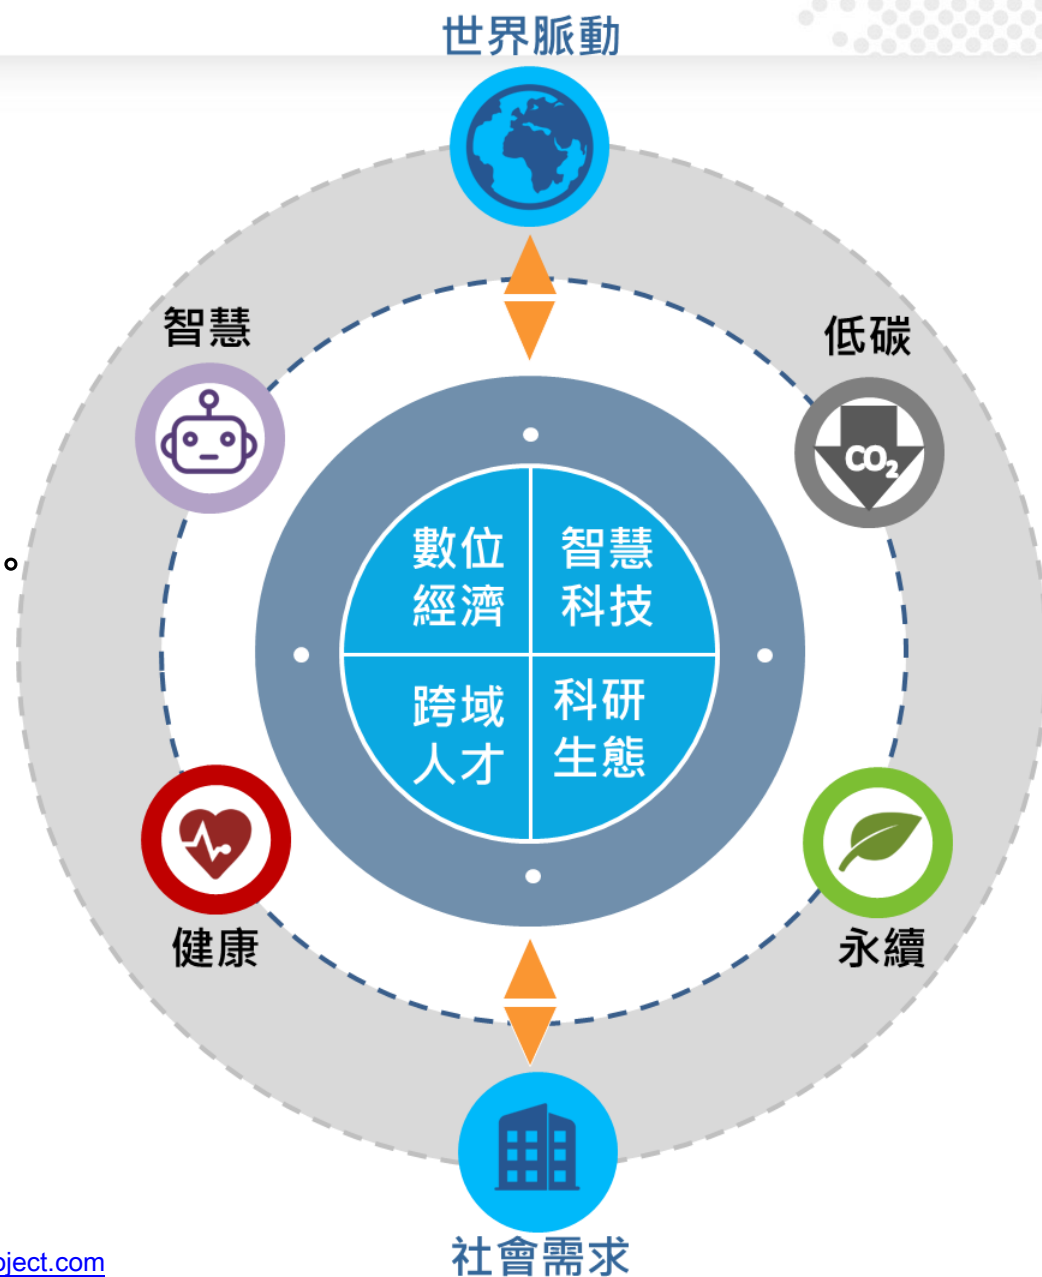 世界脈動
智慧
低碳
CO₂
數位
經濟
智慧
科技
。
跨域
人才
科研
生態
健康
永續
社會需求
oject.com